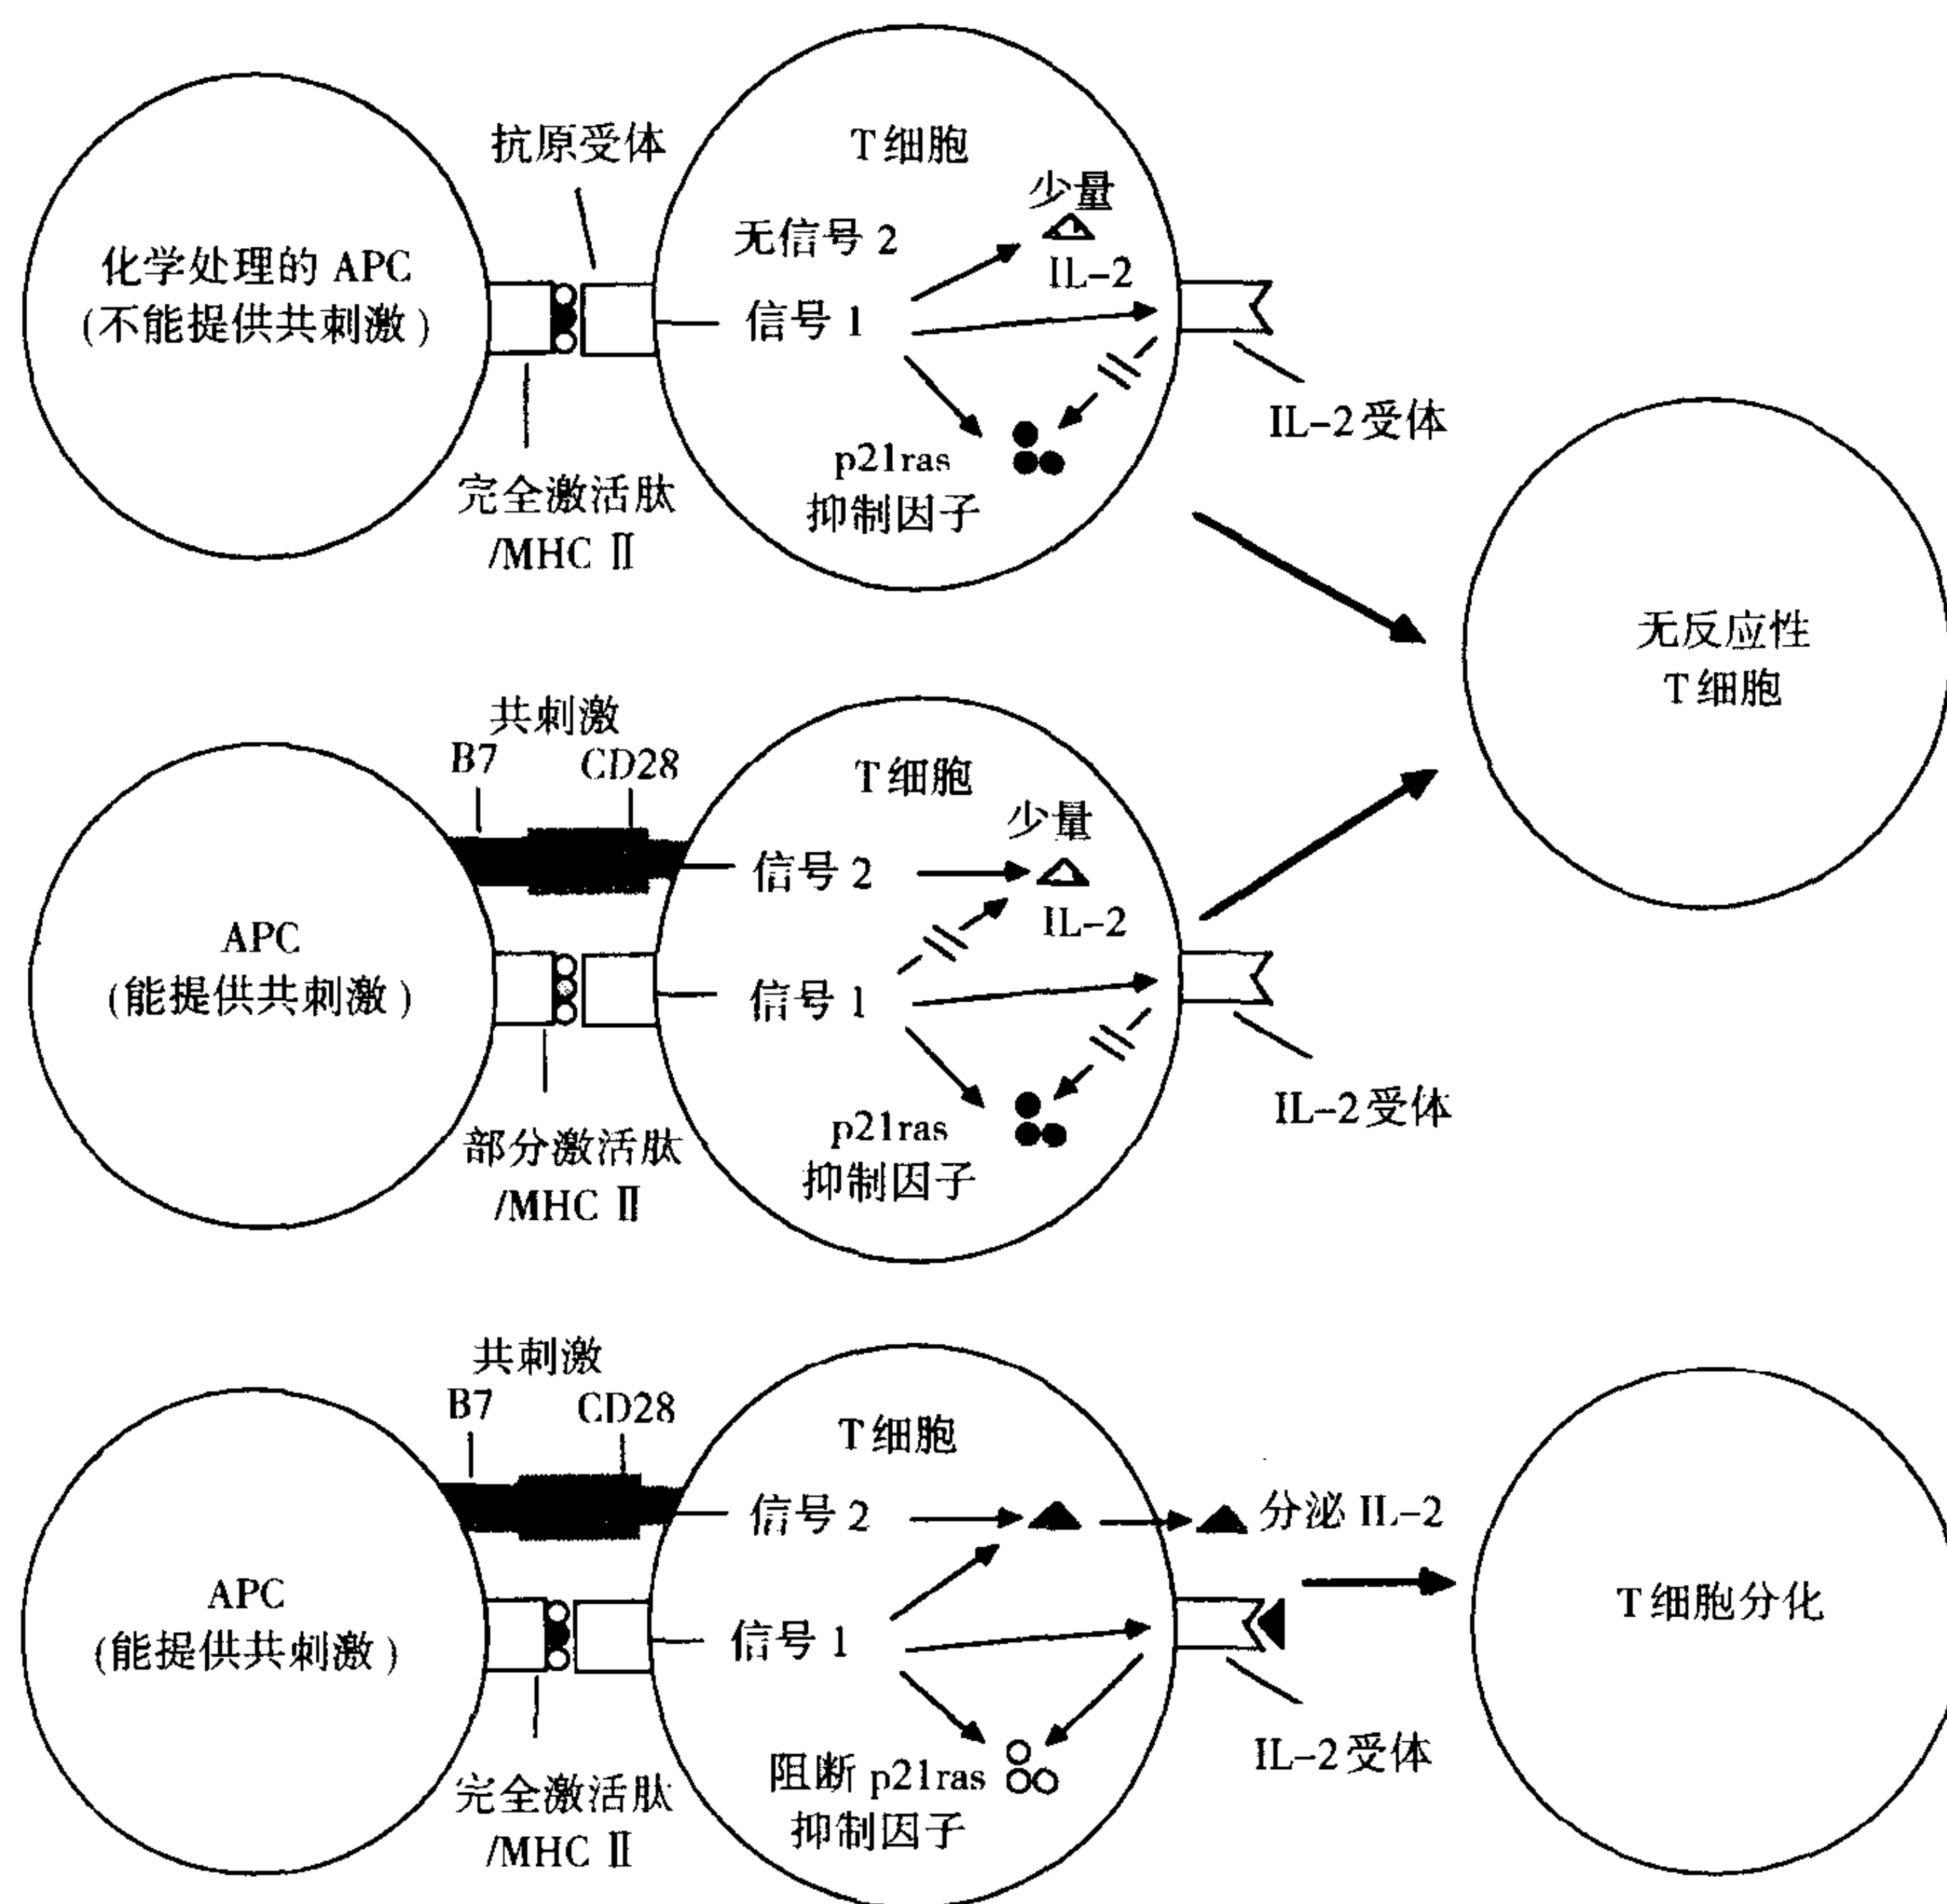 抗原受体
T细胞
少量
无信号2
IL-2
化学处理的 APC
(不能提供共刺激)
信号1
IL-2受体
p21ras
抑制因子
完全激活肽
/MHC Ⅱ
无反应性
T细胞
共刺激
B7
CD28
T细胞
少量
信号2
IL-2
APC
(能提供共刺激)
信号1
IL-2受体
p21ras
抑制因子
部分激活肽
/MHC Ⅱ
共刺激
B7
CD28
T细胞
信号2
分泌 IL-2
APC
(能提供共刺激)
信号1
T细胞分化
IL-2受体
阻断 p21ras
抑制因子
完全激活肽
/MHC Ⅱ